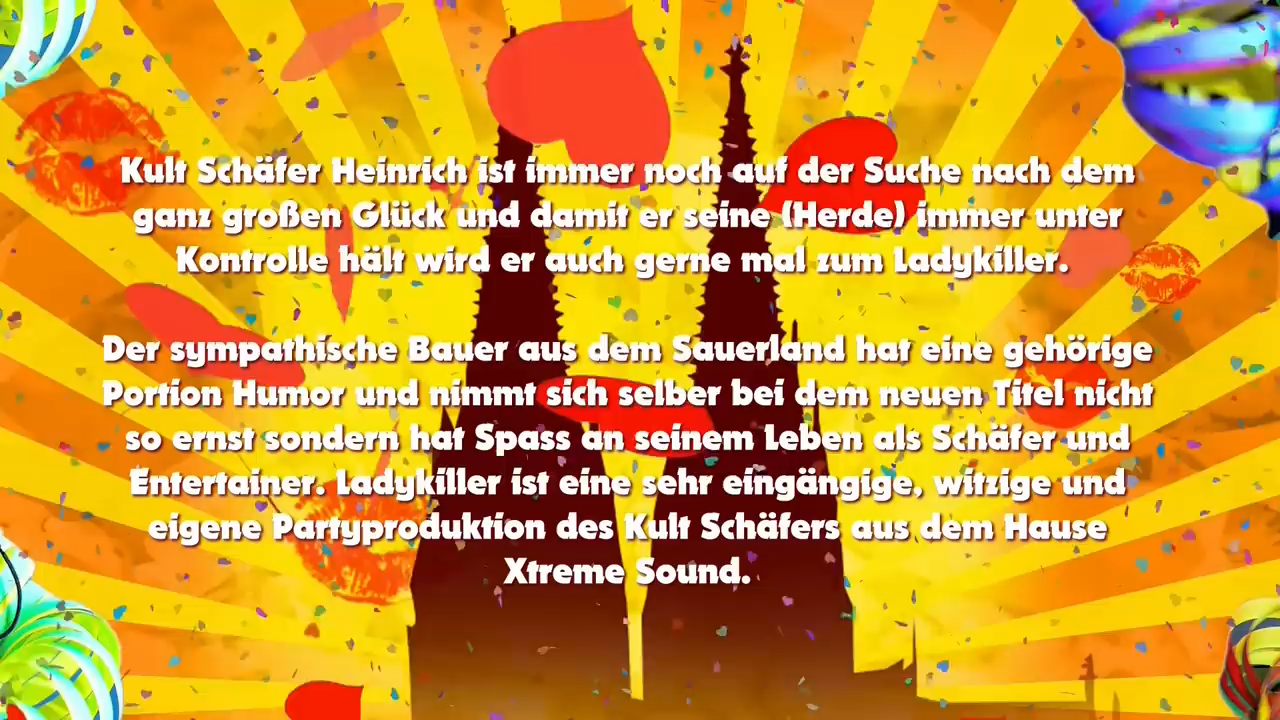 Kult Schäfer Heinrich ist immer noch auf der Suche nach dem
ganz großen Glück und damit er seine (Herde) immer unter
Kontrolle hält wird er auch gerne mal zum Ladykiller.
Der sympathische Bauer aus dem Sauerland hat eine gehörige
Portion Humor und nimmt sich selber bei dem neuen Titel nicht
so ernst sondern hat Spass an seinem Leben als Schäfer und
Entertainer. Ladykiller ist eine sehr eingängige, witzige und
eigene Partyproduktion des Kult Schäfers aus dem Hause
Xtreme Sound.